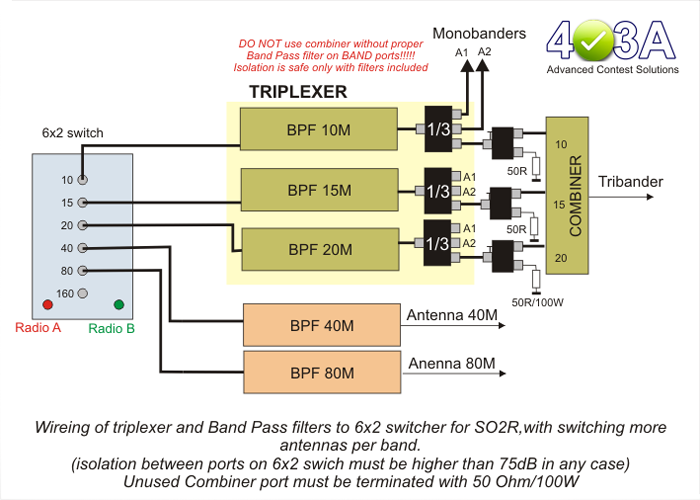 DO NOT use combiner without proper
Band Pass filter on BAND ports!!!!!
Isolation is safe only with filters included
Monobanders
A1 A2
4O3A
Advanced Contest Solutions
TRIPLEXER
6x2 switch
BPF 10M
1/3
10
50R
10
15
BPF 15M
1/3
A1
A2
50R
15
COMBINER
Tribander
20
BPF 20M
1/3
A1
A2
50R/100W
20
40
80
160
Radio A
Radio B
BPF 40M
Antenna 40M
BPF 80M
Anenna 80M
Wireing of triplexer and Band Pass filters to 6x2 switcher for SO2R,with switching more
antennas per band.
(isolation between ports on 6x2 swich must be higher than 75dB in any case)
Unused Combiner port must be terminated with 50 Ohm/100W